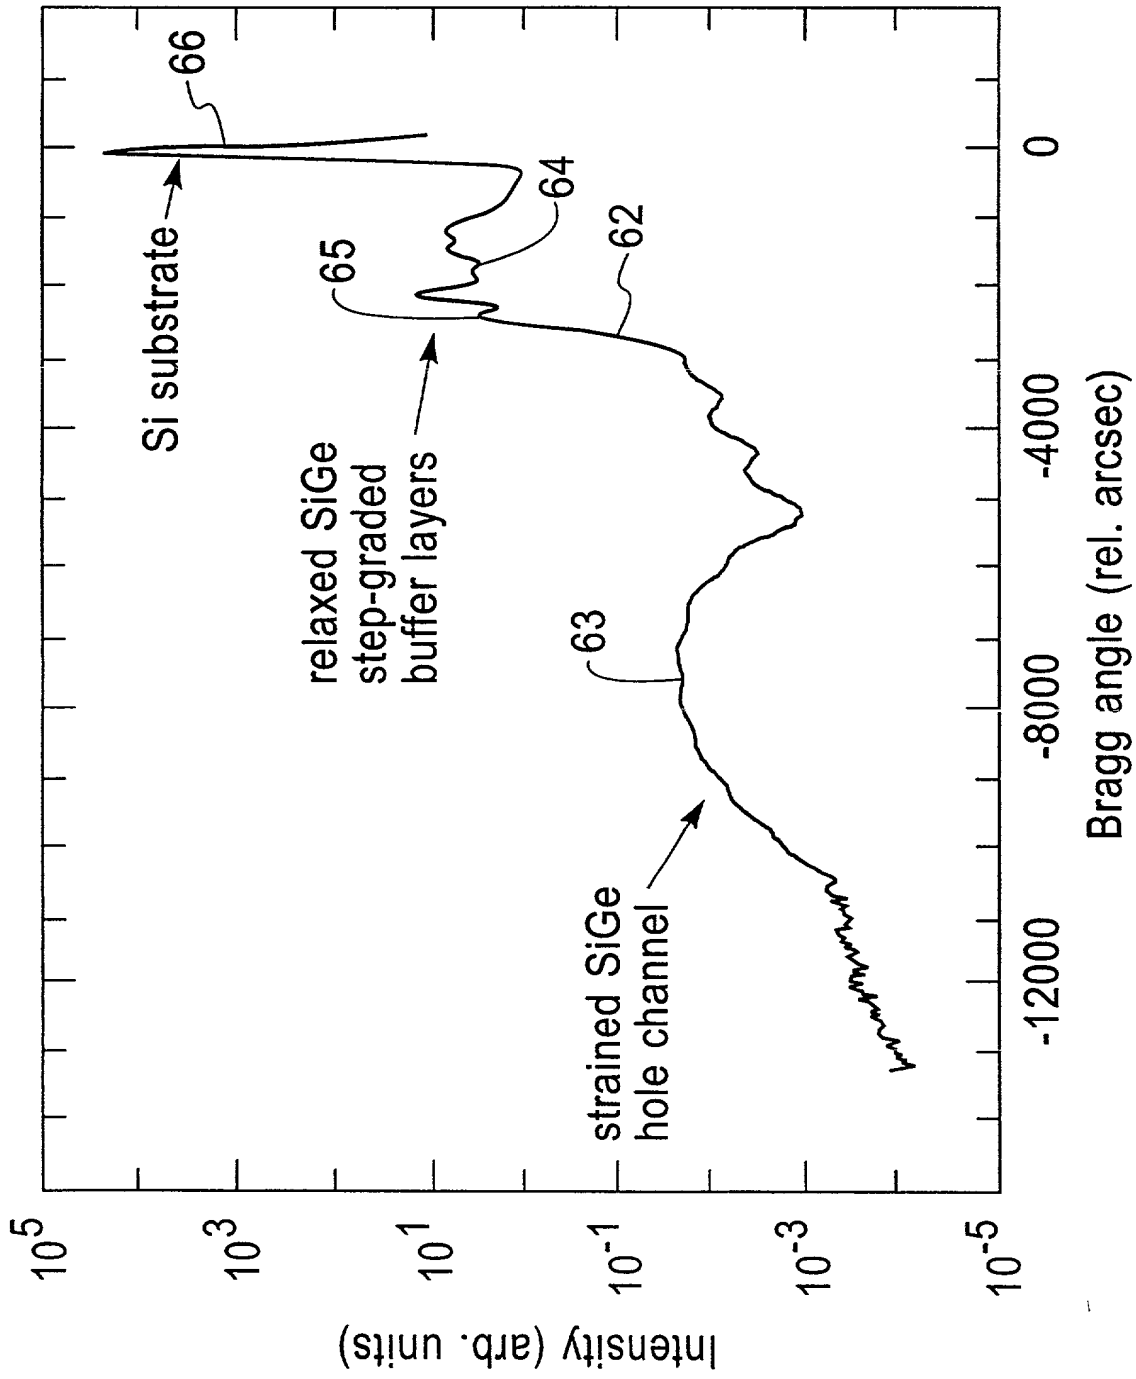 10^5
10^3
10^1
10^-1
10^-3
10^-5
Intensity (arb. units)
Si substrate
66
relaxed SiGe
step-graded
buffer layers
65
64
62
63
strained SiGe
hole channel
-12000
-8000
-4000
0
Bragg angle (rel. arcsec)